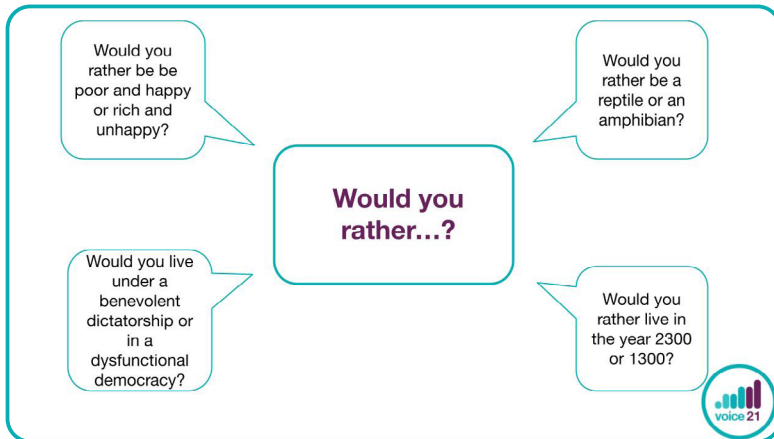 Would you
rather be be
poor and happy
or rich and
unhappy?
Would you
rather be a
reptile or an
amphibian?
Would you
rather…?
Would you live
under a
benevolent
dictatorship or
in a
dysfunctional
democracy?
Would you
rather live in
the year 2300
or 1300?
voice 21